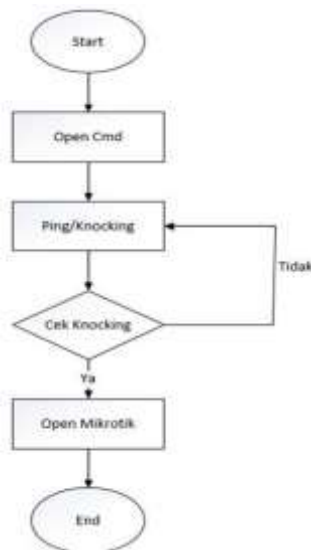 Start
Open Cmd
Ping/Knocking
Tidak
Cek Knocking
Ya
Open Mikrotik
End